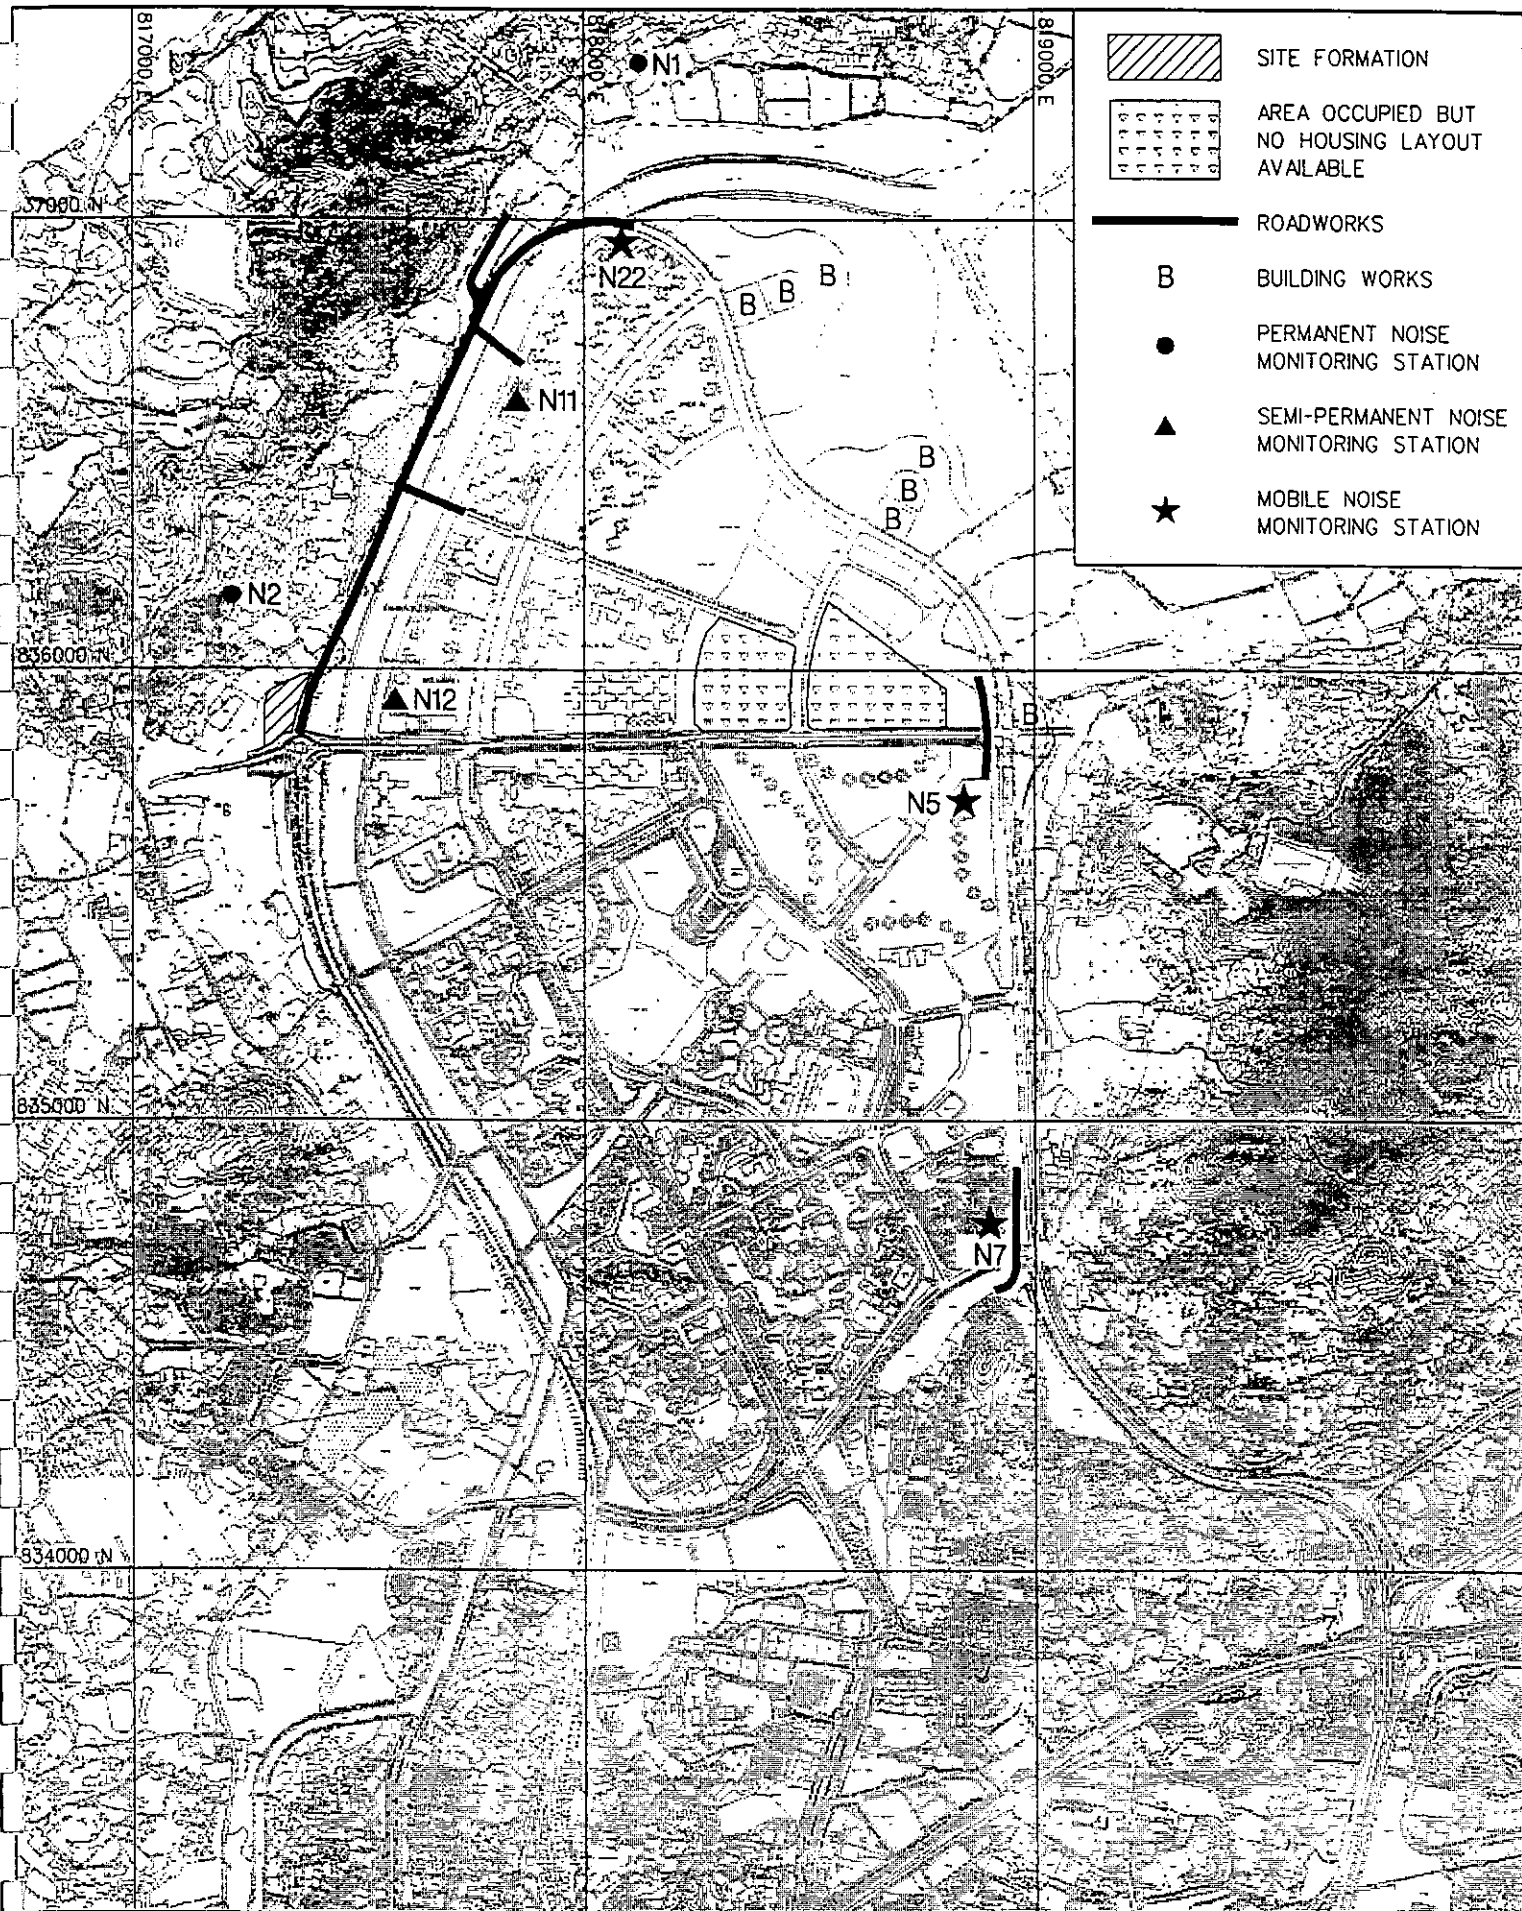 817000 E
818000 E
819000 E
N1
SITE FORMATION
AREA OCCUPIED BUT
NO HOUSING LAYOUT
AVAILABLE
37000 N
ROADWORKS
N22
B
B
B
B
BUILDING WORKS
PERMANENT NOISE
MONITORING STATION
N11
SEMI-PERMANENT NOISE
MONITORING STATION
B
B
B
MOBILE NOISE
MONITORING STATION
N2
836000 N
N12
B
N5
835000 N
N7
834000 N